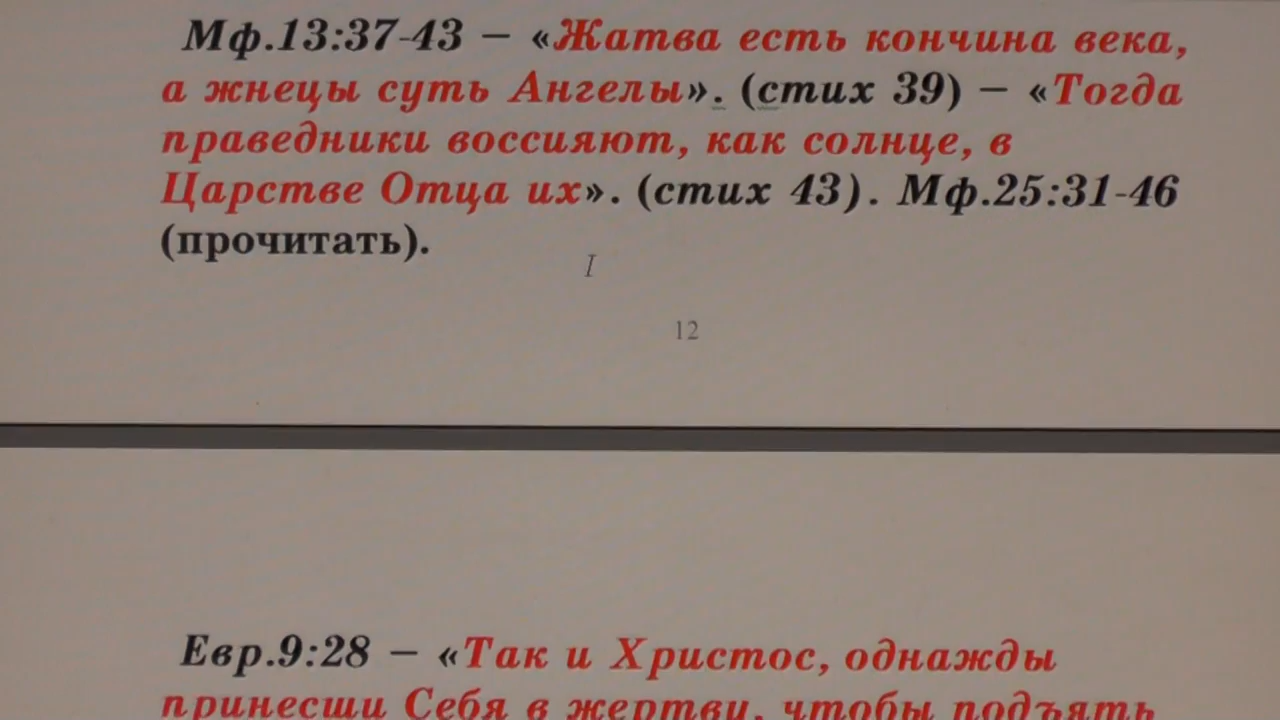 Мф.13:37-43 – «Жатва есть кончина века,
а жнецы суть Ангелы». (стих 39) – «Тогда
праведники воссияют, как солнце, в
Царстве Отца их». (стих 43). Мф.25:31-46
(прочитать).
12
Евр.9:28 – «Так и Христос, однажды
принесши Себя в жертву, чтобы подъять